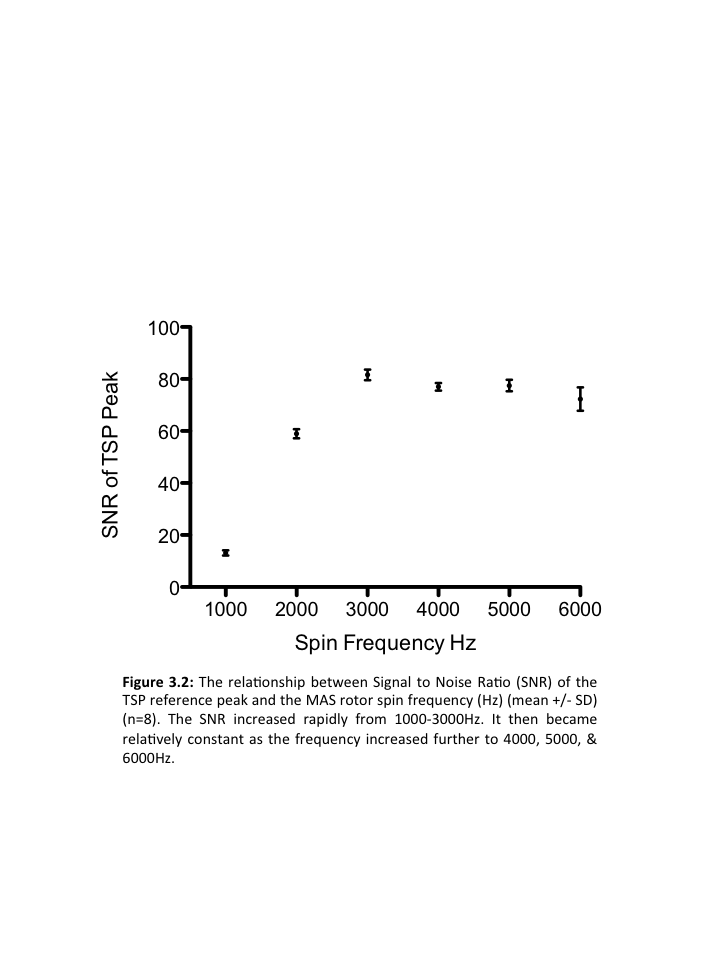 100
80
60
40
20
0
SNR of TSP Peak
1000 2000 3000 4000 5000 6000
Spin Frequency Hz
Figure 3.2: The relationship between Signal to Noise Ratio (SNR) of the
TSP reference peak and the MAS rotor spin frequency (Hz) (mean +/- SD)
(n=8). The SNR increased rapidly from 1000-3000Hz. It then became
relatively constant as the frequency increased further to 4000, 5000, &
6000Hz.